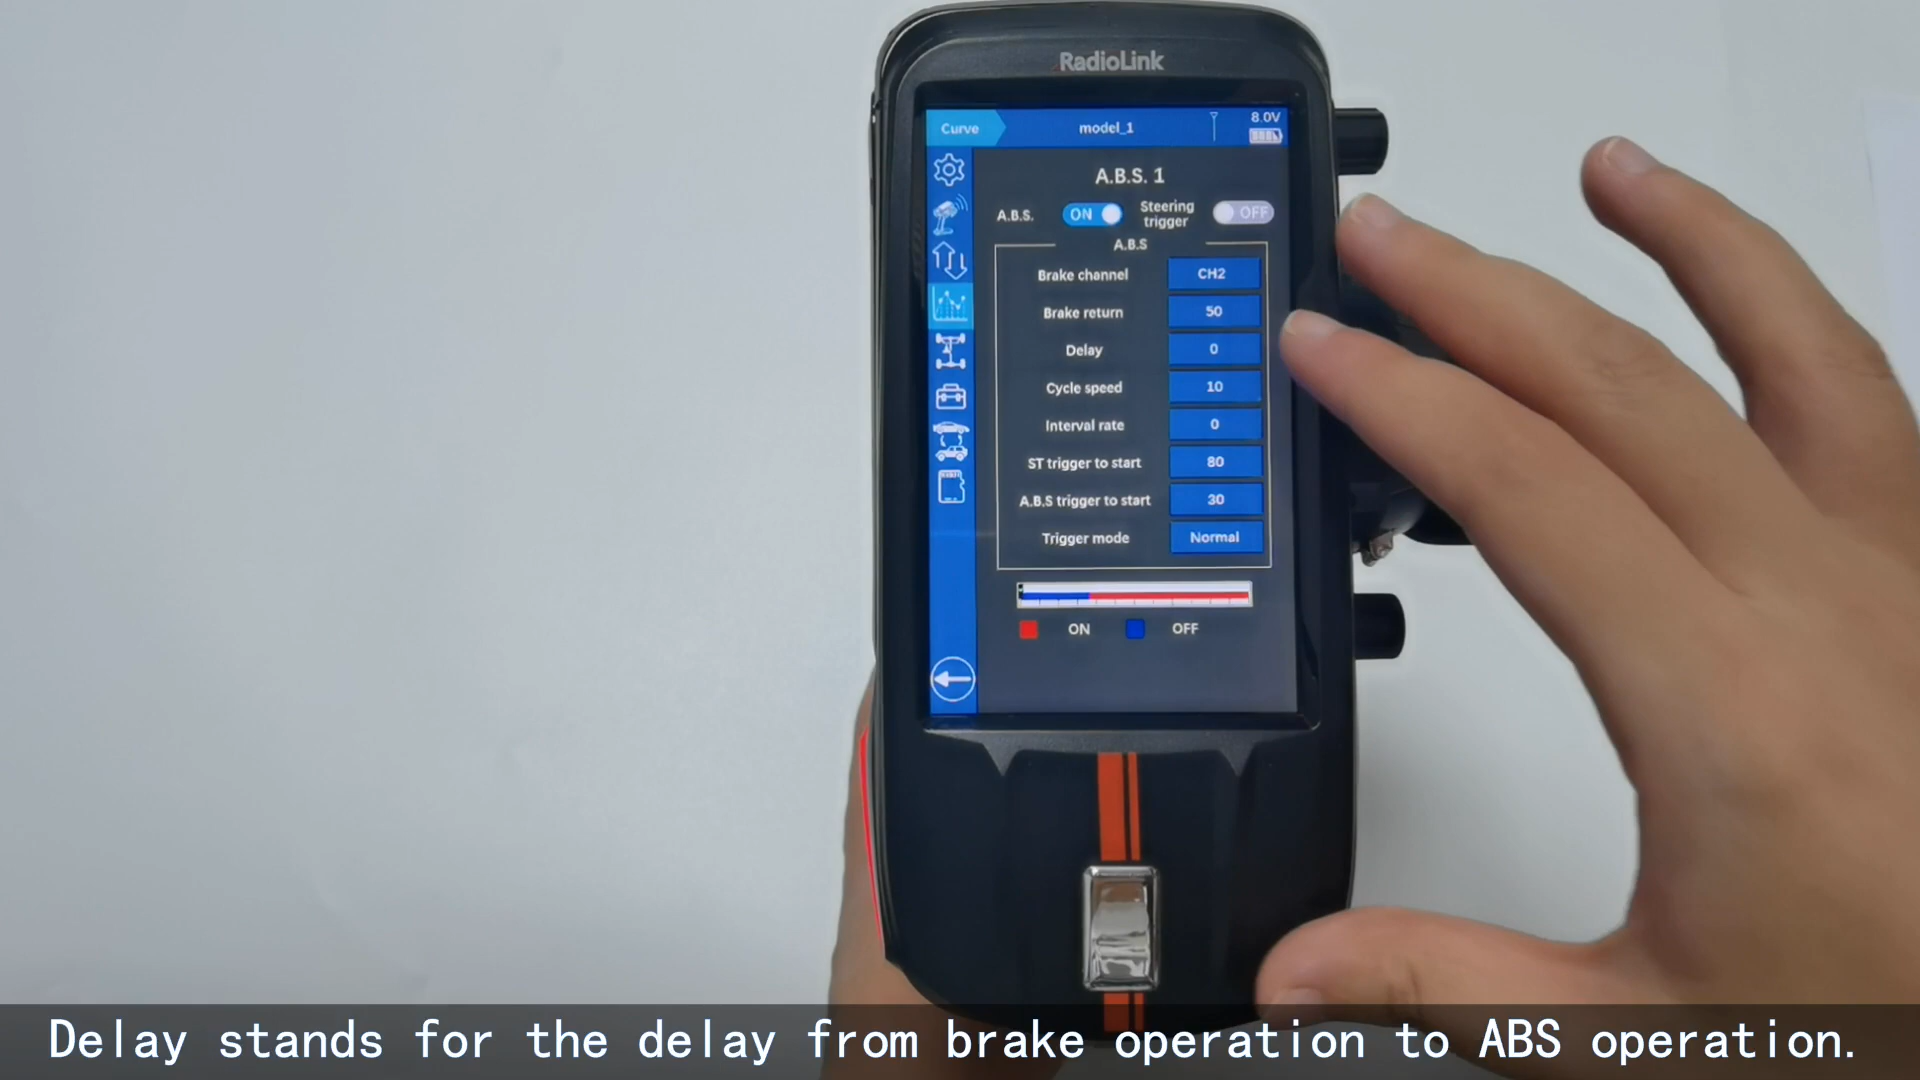 RadioLink
Curve model_1 8.0V
A.B.S. 1
A.B.S. ON Steering trigger OFF
A.B.S
Brake channel CH2
Brake return 50
Delay 0
Cycle speed 10
Interval rate 0
ST trigger to start 80
A.B.S trigger to start 30
Trigger mode Normal
ON OFF
Delay stands for the delay from brake operation to ABS operation.